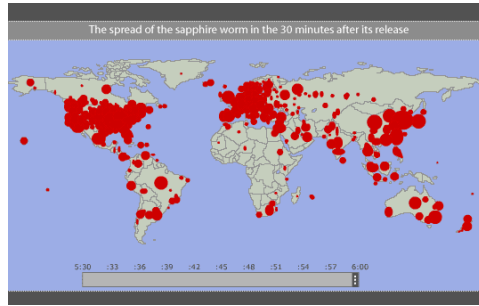 The spread of the sapphire worm in the 30 minutes after its release
5:30 :33 :36 :39 :42 :45 :48 :51 :54 :57 6:00